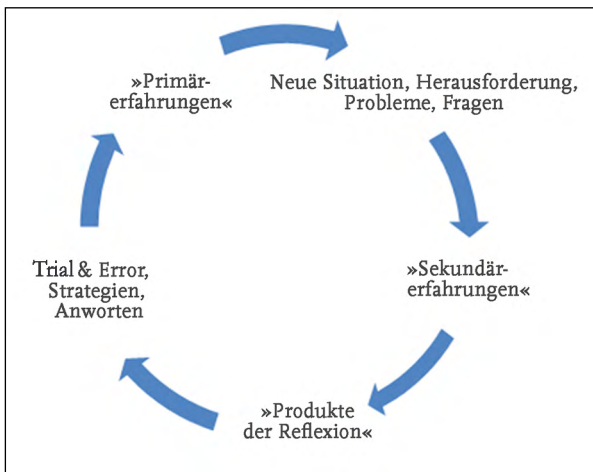 »Primär-
erfahrungen«
Neue Situation, Herausforderung,
Probleme, Fragen
»Sekundär-
erfahrungen«
»Produkte
der Reflexion«
Trial & Error,
Strategien,
Anworten